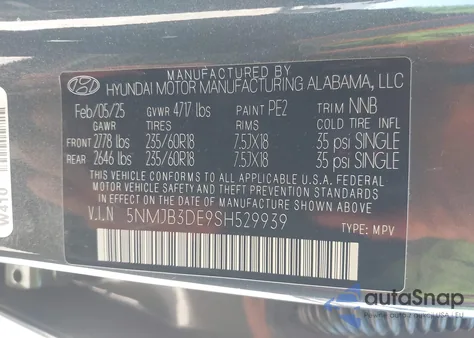 MANUFACTURED BY
HYUNDAI MOTOR MANUFACTURING ALABAMA, LLC
Feb/05/25 GVWR 4717 lbs PAINT PE2 TRIM NNB
GAWR TIRES RIMS COLD TIRE
FRONT 2778 lbs 235/60R18 7.5JX18 35 psi SINGLE
REAR 2646 lbs 235/60R18 7.5JX18 35 psi SINGLE
THIS VEHICLE CONFORMS TO ALL APPLICABLE U.S.A. FEDERAL MOTOR
VEHICLE SAFETY, BUMPER, AND THEFT PREVENTION STANDARDS IN
EFFECT ON THE DATE OF MANUFACTURE SHOWN ABOVE.
V.I.N 5NMJB3DE9SH529939
TYPE: MPV
W410
autoSnap